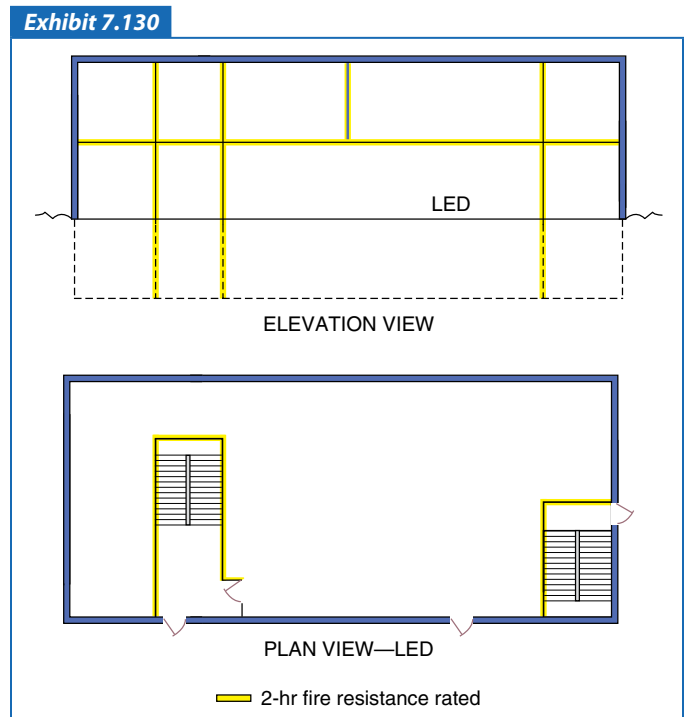 Exhibit 7.130
LED
ELEVATION VIEW
PLAN VIEW—LED
2-hr fire resistance rated